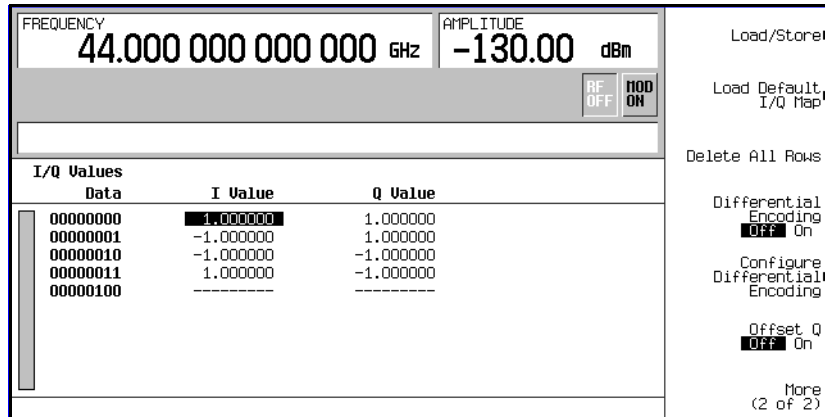 FREQUENCY
44.000 000 000 000 GHz
AMPLITUDE
-130.00 dBm
RF
OFF
MOD
ON
I/Q Values
Data I Value Q Value
00000000 1.000000 1.000000
00000001 -1.000000 1.000000
00000010 -1.000000 -1.000000
00000011 1.000000 -1.000000
00000100 --------- ---------
Load/Store
Load Default
I/Q Map
Delete All Rows
Differential
Encoding
Off On
Configure
Differential
Encoding
Offset Q
Off On
More
(2 of 2)